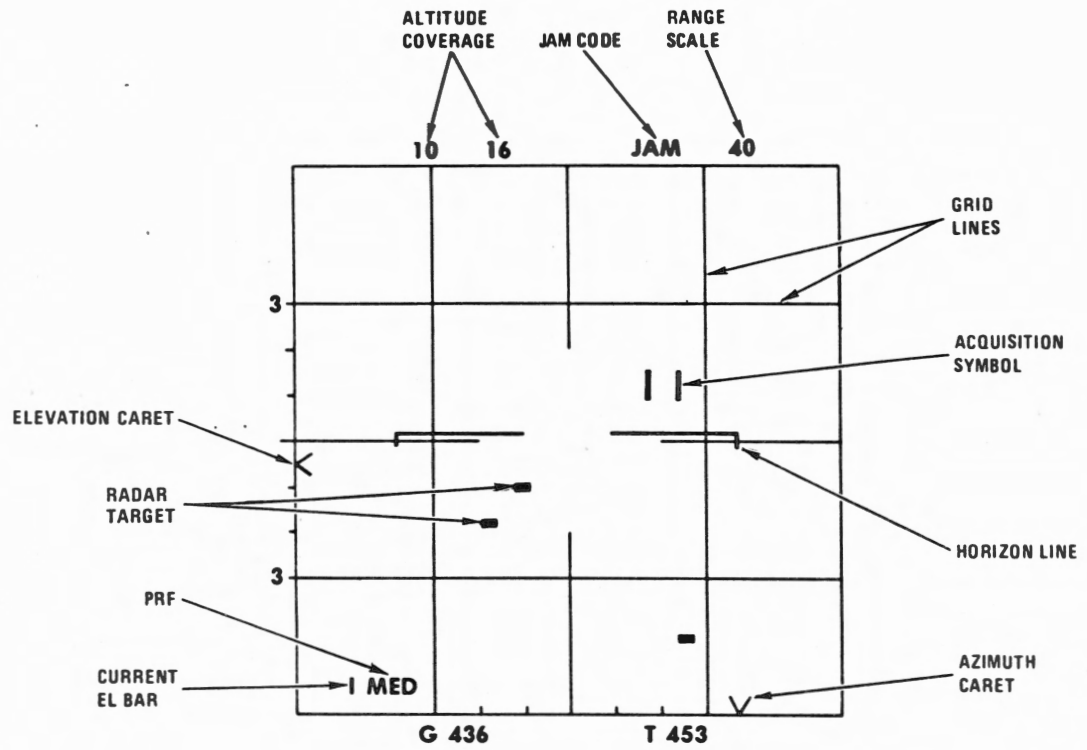 ALTITUDE
COVERAGE
JAM CODE
RANGE
SCALE
10 16 JAM 40
GRID
LINES
3
ACQUISITION
SYMBOL
ELEVATION CARET
RADAR
TARGET
HORIZON LINE
3
PRF
CURRENT
EL BAR
I MED
AZIMUTH
CARET
G 436 T 453